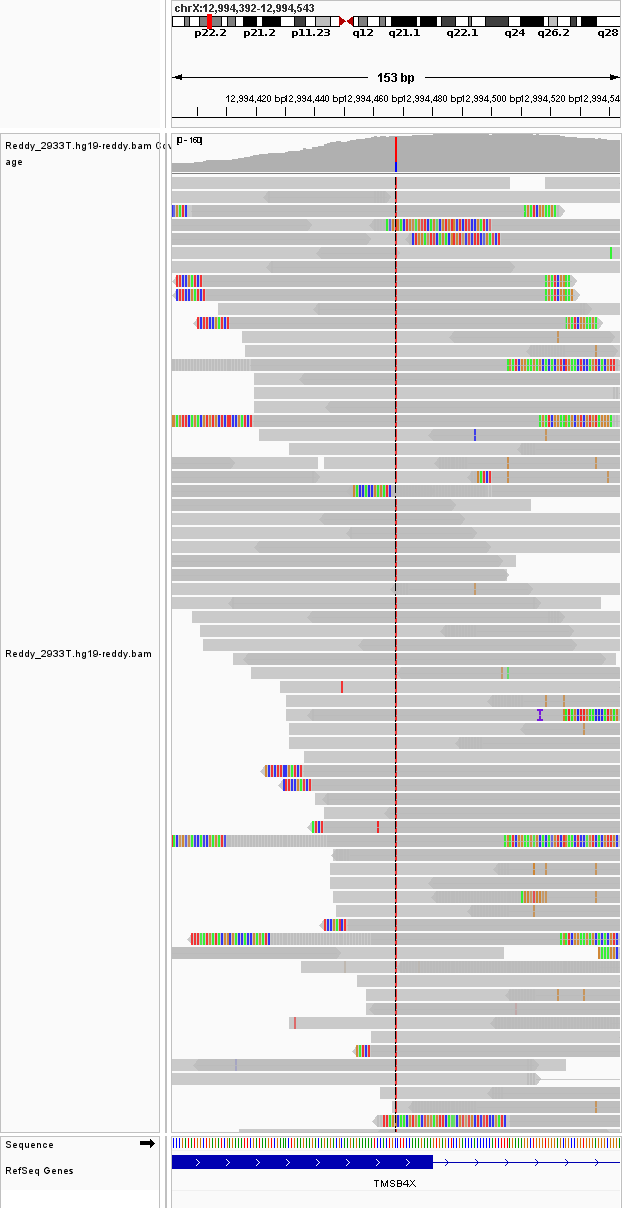 chrX:12,994,392-12,994,543
p22.2 p21.2 p11.23 q12 q21.1 q22.1 q24 q26.2 q28
153 bp
12,994,420 bp 12,994,440 bp 12,994,460 bp 12,994,480 bp 12,994,500 bp 12,994,520 bp 12,994,54
Reddy_2933T.hg19-reddy.bam Cov
age
[0 - 160]
Reddy_2933T.hg19-reddy.bam
I
Sequence
RefSeq Genes
TMSB4X